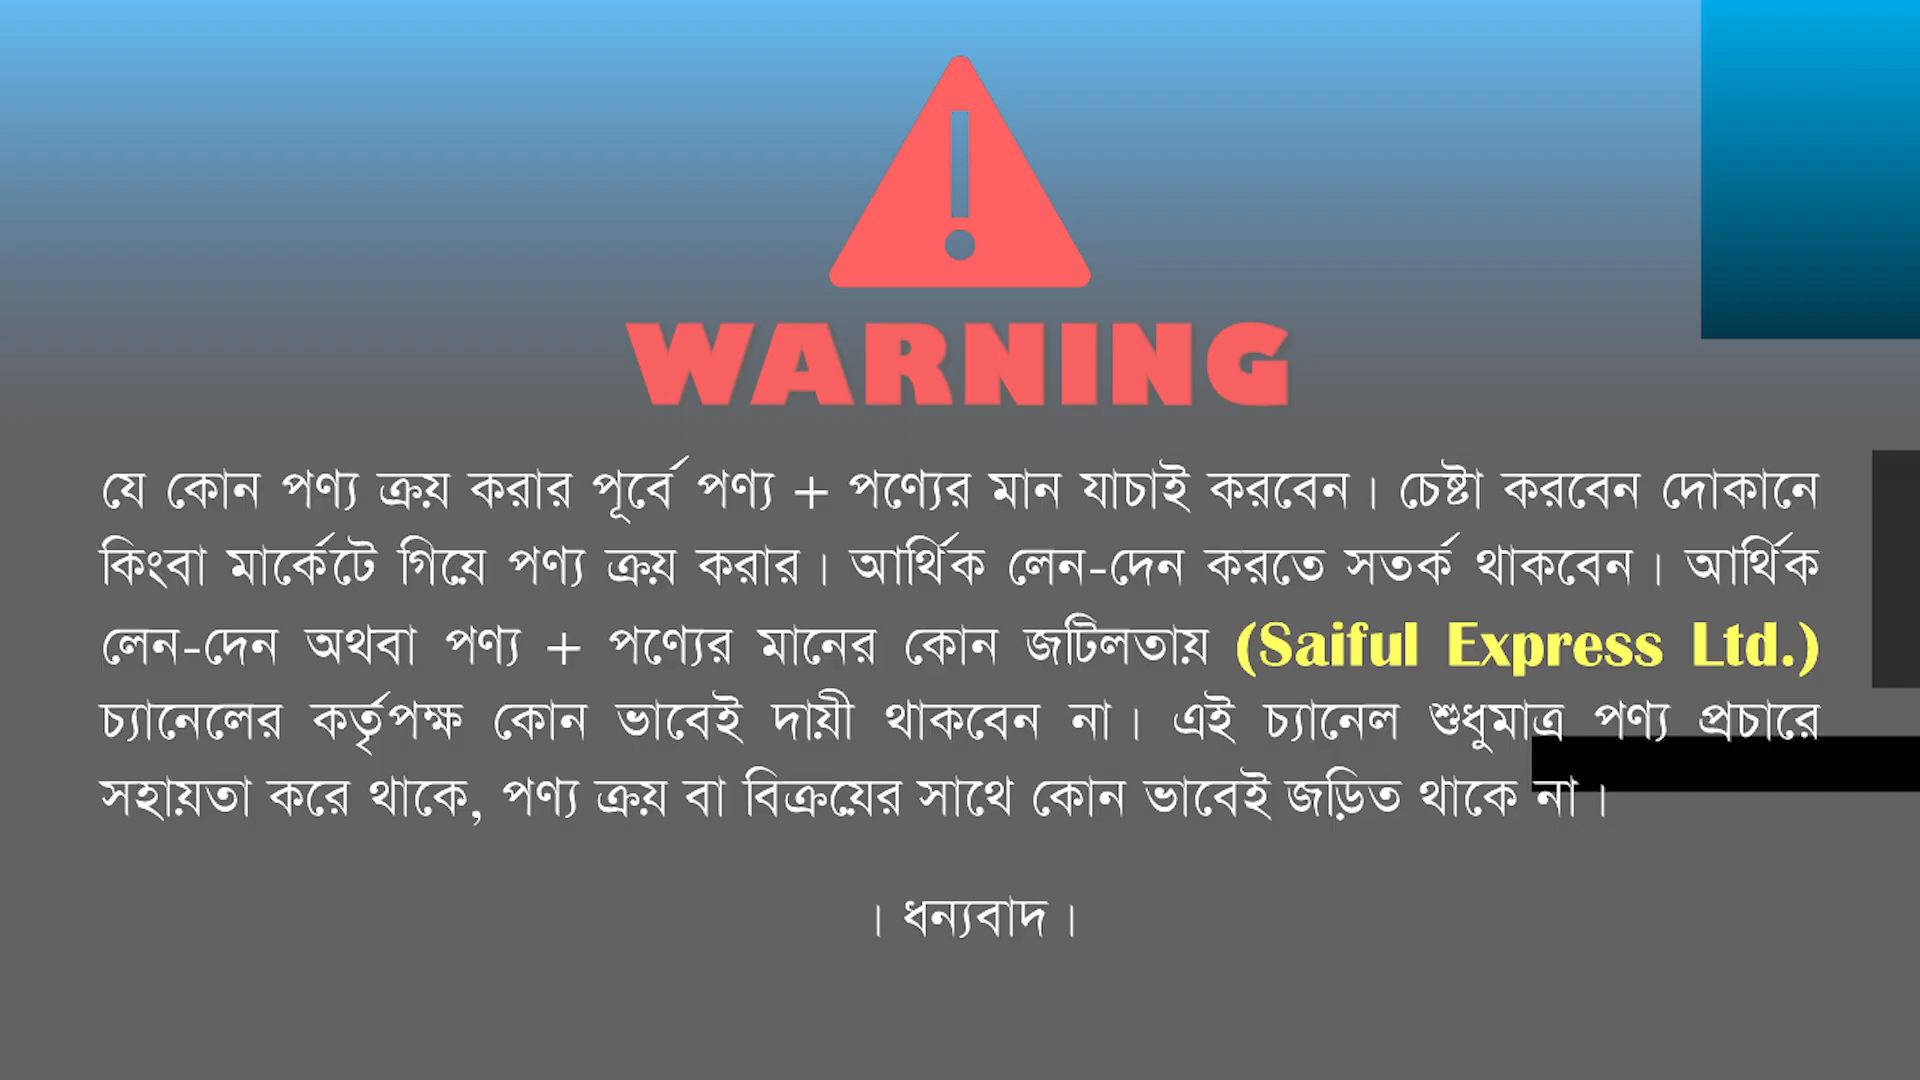 WARNING
যে কোন পণ্য ক্রয় করার পূর্বে পণ্য + পণ্যের মান যাচাই করবেন। চেষ্টা করবেন দোকানে
কিংবা মার্কেটে গিয়ে পণ্য ক্রয় করার। আর্থিক লেন-দেন করতে সতর্ক থাকবেন। আর্থিক
লেন-দেন অথবা পণ্য + পণ্যের মানের কোন জটিলতায় (Saiful Express Ltd.)
চ্যানেলের কর্তৃপক্ষ কোন ভাবেই দায়ী থাকবেন না। এই চ্যানেল শুধুমাত্র পণ্য প্রচারে
সহায়তা করে থাকে, পণ্য ক্রয় বা বিক্রয়ের সাথে কোন ভাবেই জড়িত থাকে না।
। ধন্যবাদ ।